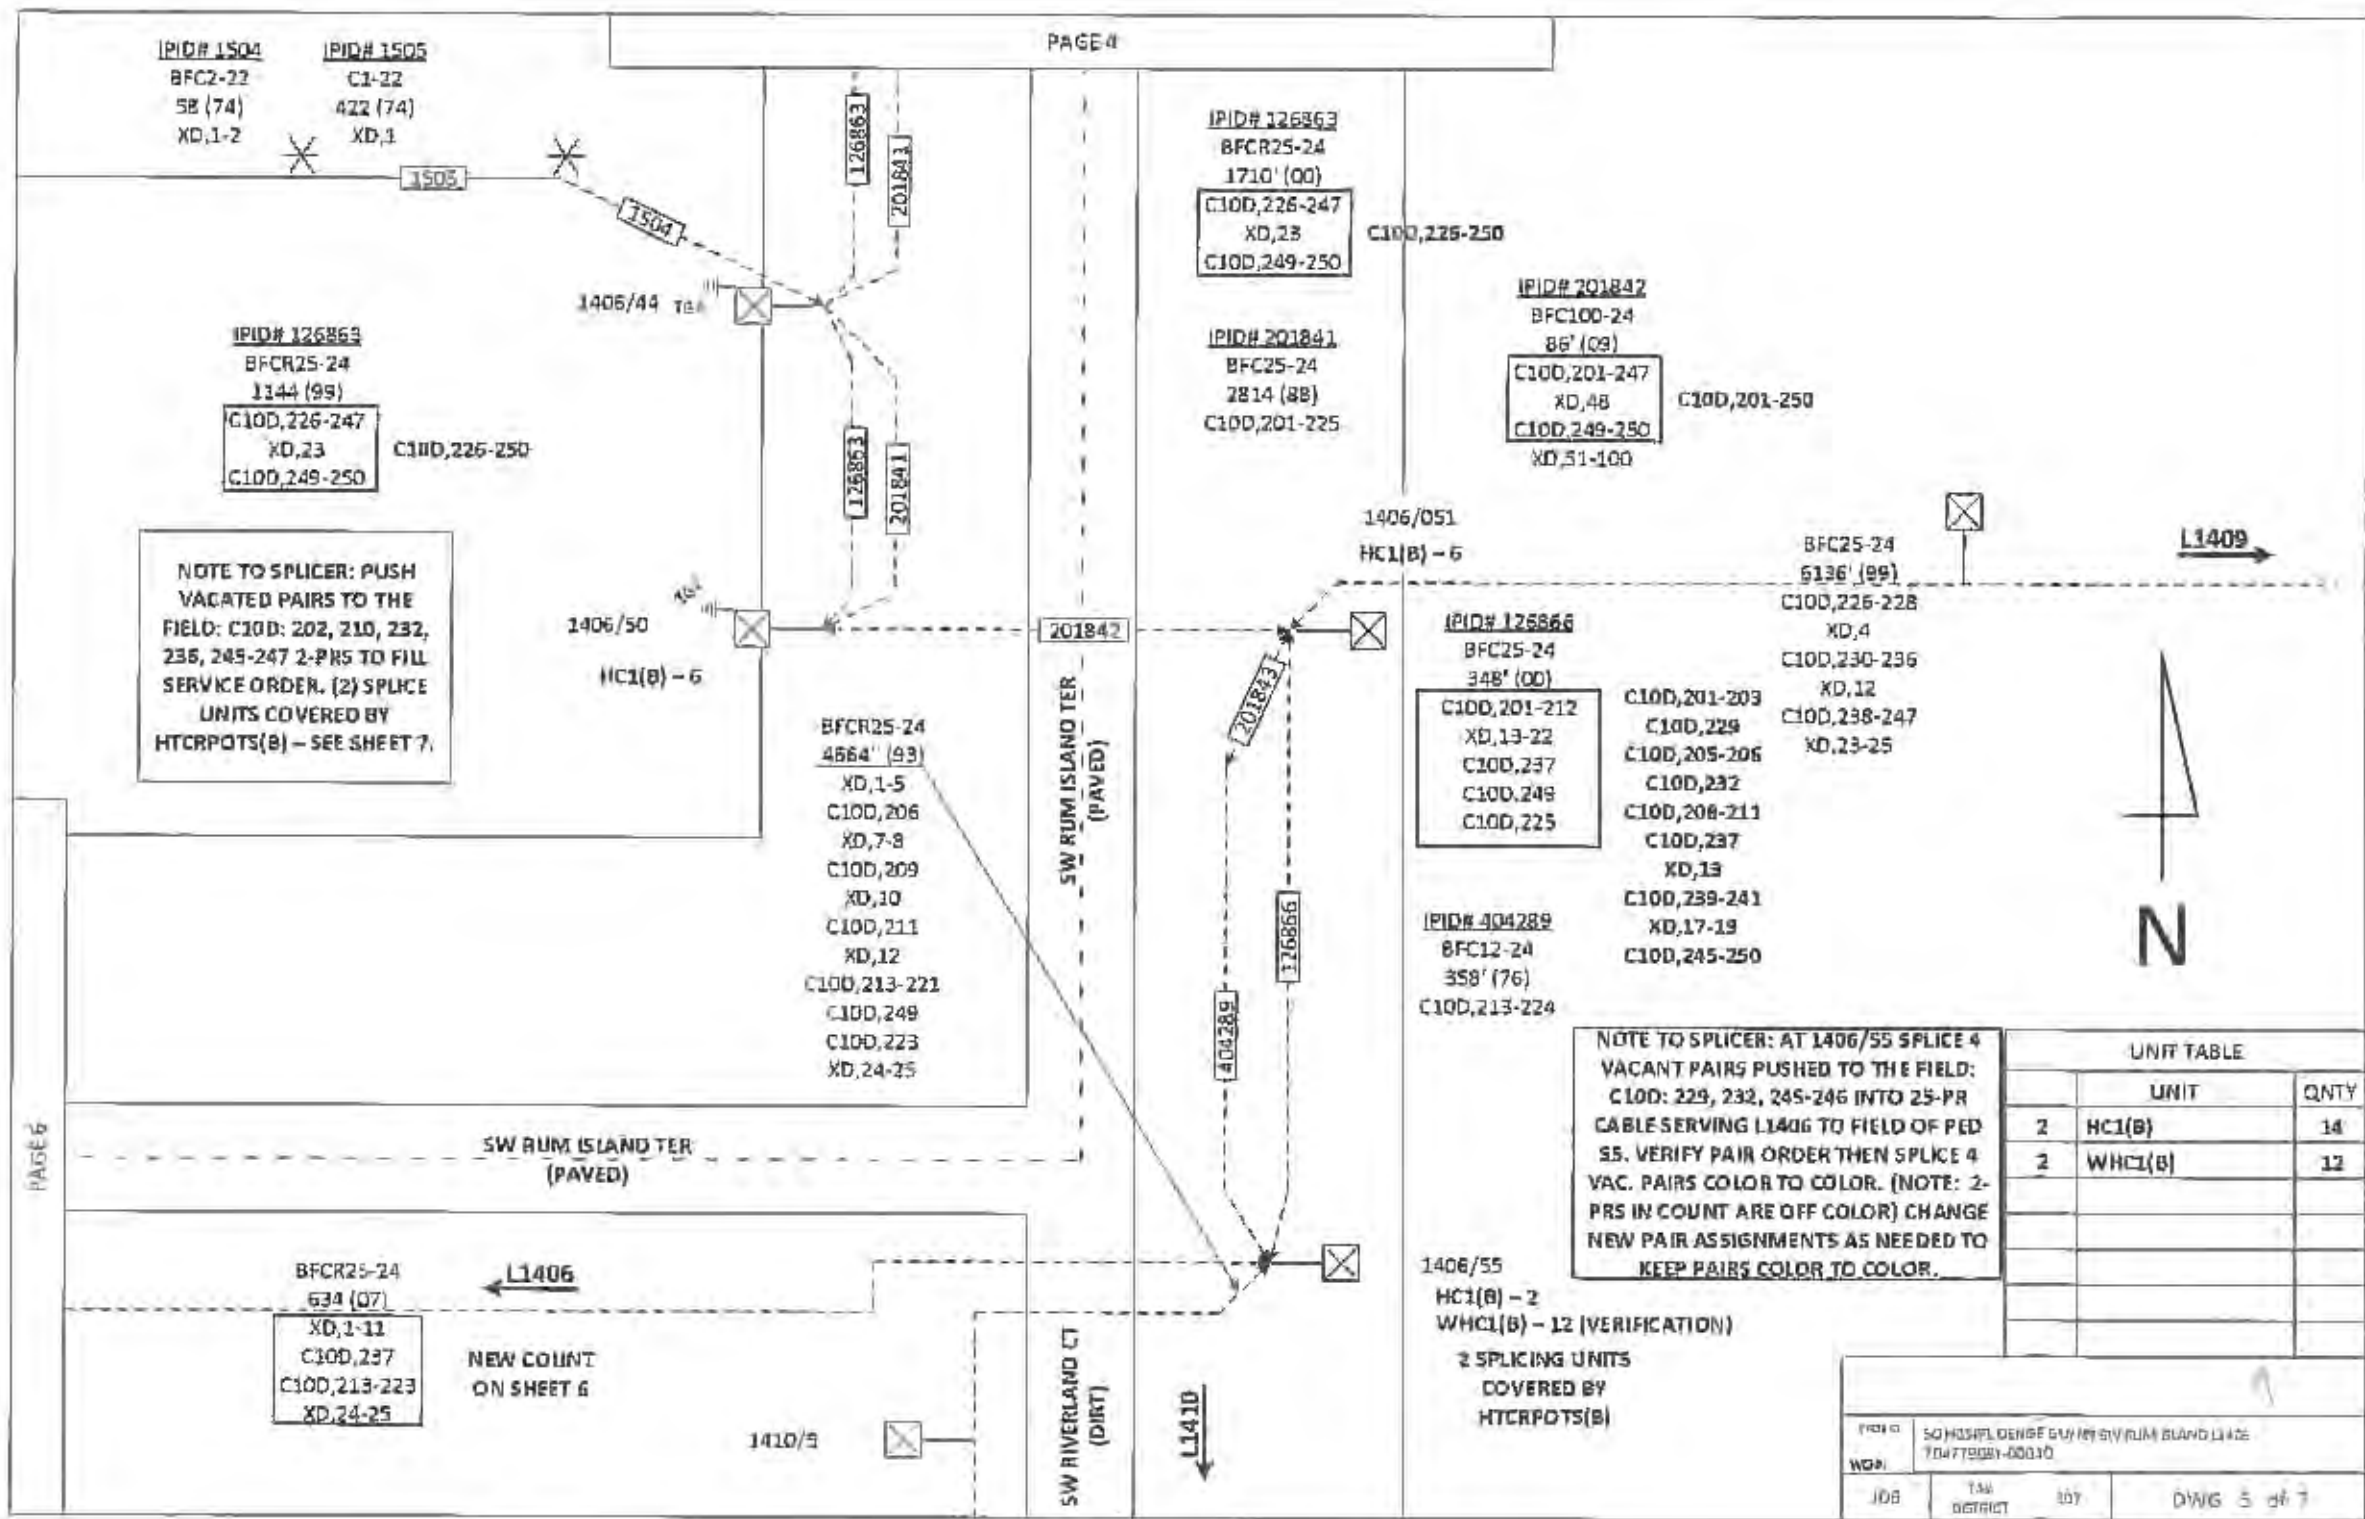 PAGE 4
IPID# 1504
BFC2-22
58 (74)
XD,1-2
IPID# 1505
C1-22
422 (74)
XD,1
1505
1504
126863
201841
IPID# 126863
BFCR25-24
1710' (00)
C10D,226-247
XD,23
C10D,249-250
C10D,226-250
IPID# 201841
BFC25-24
2814 (88)
C10D,201-225
IPID# 201842
BFC100-24
86' (09)
C10D,201-247
XD,48
C10D,249-250
XD,51-100
C10D,201-250
1406/44
IPID# 126863
BFCR25-24
1144 (99)
C10D,226-247
XD,23
C10D,249-250
C10D,226-250
126863
201841
NOTE TO SPLICER: PUSH
VACATED PAIRS TO THE
FIELD: C10D: 202, 210, 232,
236, 245-247 2-PRS TO FILL
SERVICE ORDER. (2) SPLICE
UNITS COVERED BY
HTCRPOTS(B) – SEE SHEET 7.
1406/50
HC1(B) – 6
201842
1406/051
HC1(B) – 6
BFC25-24
6136' (99)
C10D,226-228
XD,4
C10D,230-236
XD,12
C10D,238-247
XD,23-25
L1409
IPID# 126866
BFC25-24
348' (00)
C10D,201-212
XD,13-22
C10D,237
C10D,249
C10D,225
C10D,201-203
C10D,229
C10D,205-206
C10D,232
C10D,208-211
C10D,237
XD,13
C10D,239-241
XD,17-19
C10D,245-250
201843
126866
404289
IPID# 404289
BFC12-24
358' (76)
C10D,213-224
N
BFCR25-24
4664'' (93)
XD,1-5
C10D,206
XD,7-8
C10D,209
XD,10
C10D,211
XD,12
C10D,213-221
C10D,249
C10D,223
XD,24-25
SW RUM ISLAND TER
(PAVED)
SW RUM ISLAND TER
(PAVED)
PAGE 6
NOTE TO SPLICER: AT 1406/55 SPLICE 4
VACANT PAIRS PUSHED TO THE FIELD:
C10D: 229, 232, 245-246 INTO 25-PR
CABLE SERVING L1406 TO FIELD OF PED
55. VERIFY PAIR ORDER THEN SPLICE 4
VAC. PAIRS COLOR TO COLOR. (NOTE: 2-
PRS IN COUNT ARE OFF COLOR) CHANGE
NEW PAIR ASSIGNMENTS AS NEEDED TO
KEEP PAIRS COLOR TO COLOR.
UNIT TABLE
UNIT QNTY
2 HC1(B) 14
2 WHC1(B) 12
BFCR25-24
634 (07)
XD,1-11
C10D,237
C10D,213-223
XD,24-25
L1406
NEW COUNT
ON SHEET 6
1406/55
HC1(B) – 2
WHC1(B) – 12 (VERIFICATION)
2 SPLICING UNITS
COVERED BY
HTCRPOTS(B)
1410/5
SW RIVERLAND CT
(DIRT)
L1410
JOB
TAX
DISTRICT
107
DWG 5 of 7